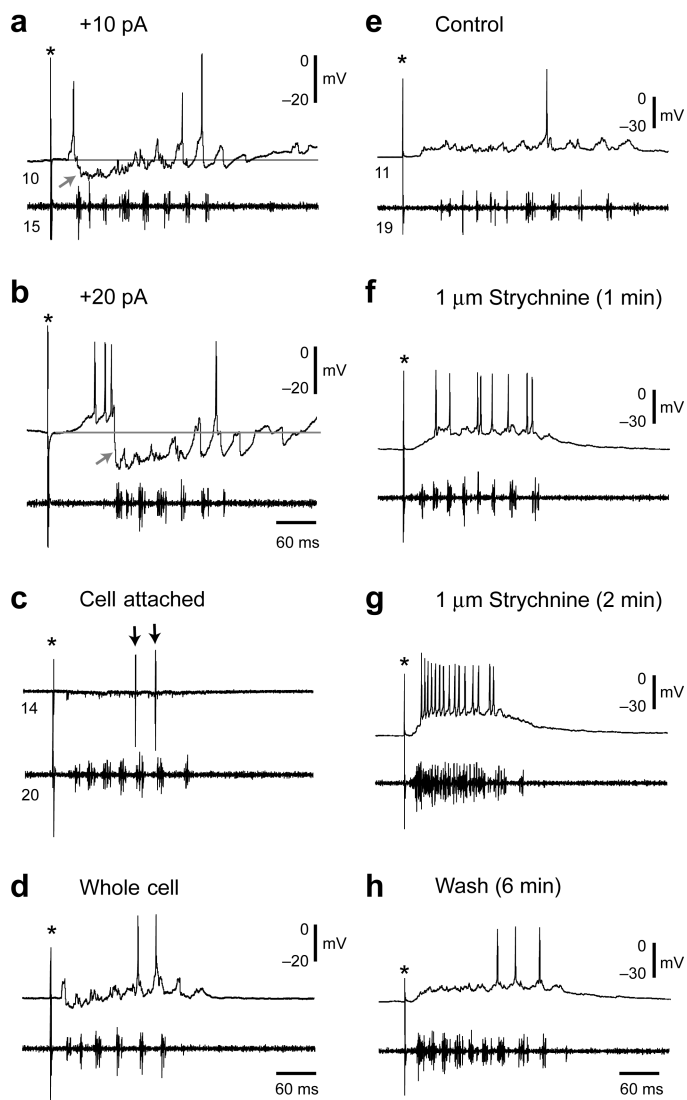 a +10 pA
*
0
mV
−20
10
15
b +20 pA
*
0
mV
−20
60 ms
c Cell attached
*
14
20
d Whole cell
*
0
mV
−20
60 ms
e Control
*
0
mV
−30
11
19
f 1 μm Strychnine (1 min)
*
0
mV
−30
g 1 μm Strychnine (2 min)
*
0
mV
−30
h Wash (6 min)
*
0
mV
−30
60 ms